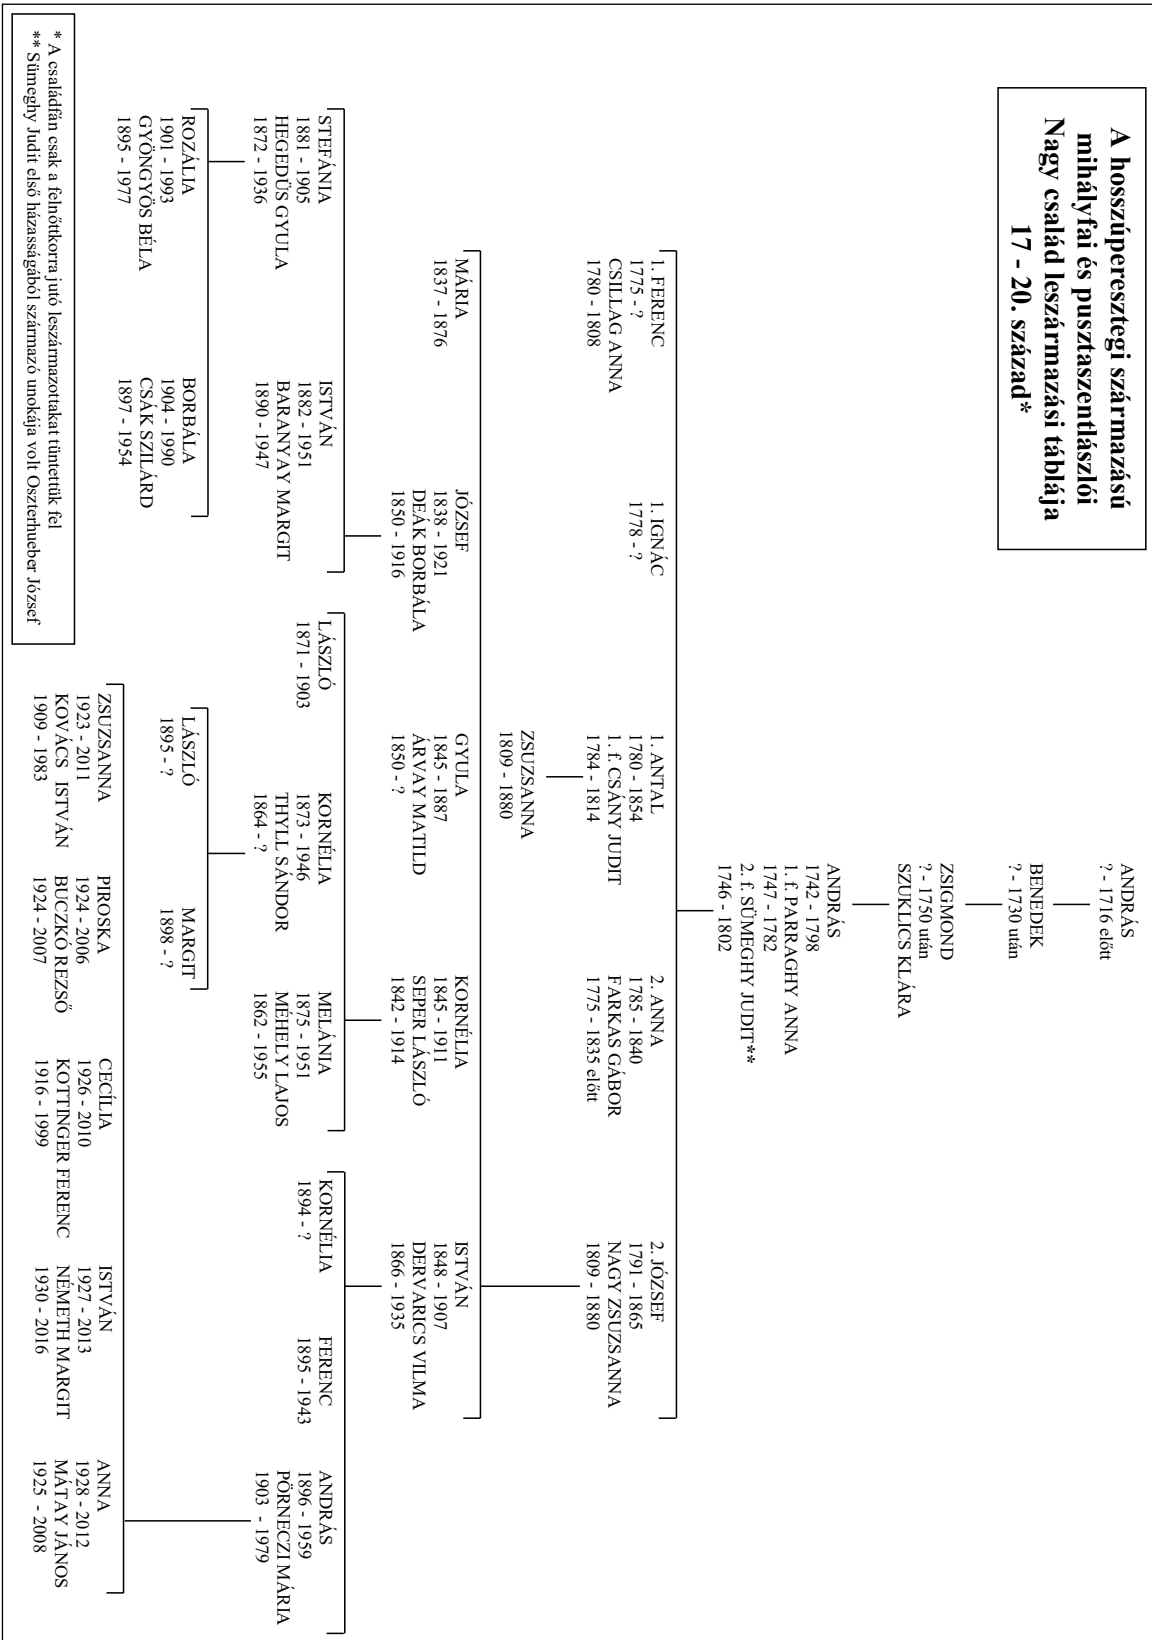 A hosszúperesztegi származású
mihályfai és pusztaszentlászlói
Nagy család leszármazási táblája
17 - 20. század*
ANDRÁS
? - 1716 előtt
BENEDEK
? - 1730 után
ZSIGMOND
? - 1750 után
SZUKLICS KLÁRA
ANDRÁS
1742 - 1798
1. f. PARRAGHY ANNA
1747 - 1782
2. f. SÜMEGHY JUDIT**
1746 - 1802
1. FERENC
1775 - ?
CSILLAG ANNA
1780 - 1808
1. IGNÁC
1778 - ?
1. ANTAL
1780 - 1854
1. f. CSÁNY JUDIT
1784 - 1814
2. ANNA
1785 - 1840
FARKAS GÁBOR
1775 - 1835 előtt
2. JÓZSEF
1791 - 1865
NAGY ZSUZSANNA
1809 - 1880
ZSUZSANNA
1809 - 1880
MÁRIA
1837 - 1876
JÓZSEF
1838 - 1921
DEÁK BORBÁLA
1850 - 1916
GYULA
1845 - 1887
ÁRVAY MATILD
1850 - ?
KORNÉLIA
1845 - 1911
SEPER LÁSZLÓ
1842 - 1914
ISTVÁN
1848 - 1907
DERVARICS VILMA
1866 - 1935
STEFÁNIA
1881 - 1905
HEGEDÜS GYULA
1872 - 1936
ISTVÁN
1882 - 1951
BARANYAY MARGIT
1890 - 1947
LÁSZLÓ
1871 - 1903
KORNÉLIA
1873 - 1946
THYLL SÁNDOR
1864 - ?
MELÁNIA
1875 - 1951
MÉHELY LAJOS
1862 - 1955
KORNÉLIA
1894 - ?
FERENC
1895 - 1943
ANDRÁS
1896 - 1959
PÖRNECZI MÁRIA
1903 - 1979
ROZÁLIA
1901 - 1993
GYÖNGYÖS BÉLA
1895 - 1977
BORBÁLA
1904 - 1990
CSÁK SZILÁRD
1897 - 1954
LÁSZLÓ
1895 - ?
MARGIT
1898 - ?
ZSUZSANNA
1923 - 2011
KOVÁCS ISTVÁN
1909 - 1983
PIROSKA
1924 - 2006
BUCZKÓ REZSŐ
1924 - 2007
CECÍLIA
1926 - 2010
KOTTINGER FERENC
1916 - 1999
ISTVÁN
1927 - 2013
NÉMETH MARGIT
1930 - 2016
ANNA
1928 - 2012
MÁTAY JÁNOS
1925 - 2008
* A családfán csak a felnőttkorra jutó leszármazottakat tüntettük fel
** Sümeghy Judit első házasságából származó unokája volt Oszterhueber József